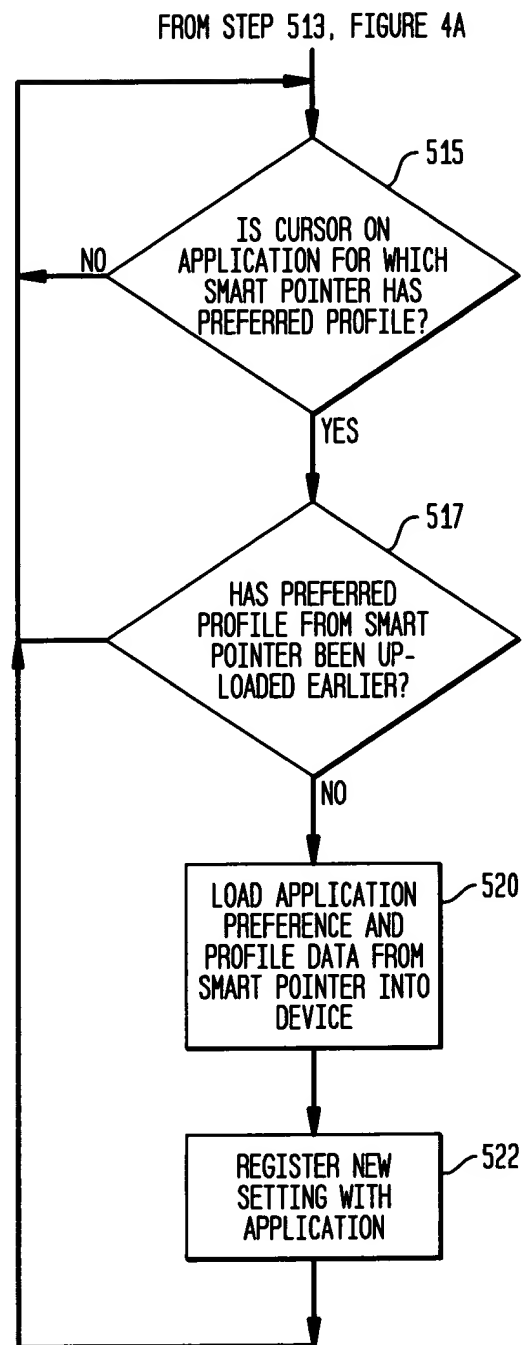 FROM STEP 513, FIGURE 4A
515
IS CURSOR ON
APPLICATION FOR WHICH
SMART POINTER HAS
PREFERRED PROFILE?
NO
YES
517
HAS PREFERRED
PROFILE FROM SMART
POINTER BEEN UP-
LOADED EARLIER?
NO
520
LOAD APPLICATION
PREFERENCE AND
PROFILE DATA FROM
SMART POINTER INTO
DEVICE
522
REGISTER NEW
SETTING WITH
APPLICATION